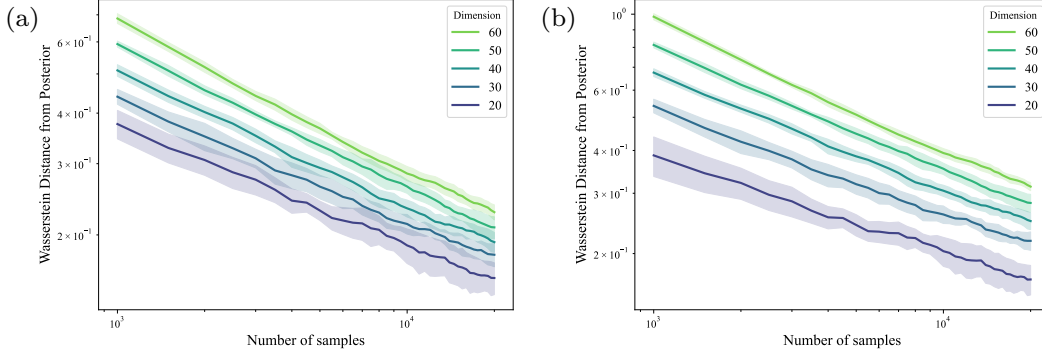 (a)
Wasserstein Distance from Posterior
6 × 10⁻¹
4 × 10⁻¹
3 × 10⁻¹
2 × 10⁻¹
10³
10⁴
Number of samples
Dimension
60
50
40
30
20
(b)
Wasserstein Distance from Posterior
10⁰
6 × 10⁻¹
4 × 10⁻¹
3 × 10⁻¹
2 × 10⁻¹
10³
10⁴
Number of samples
Dimension
60
50
40
30
20